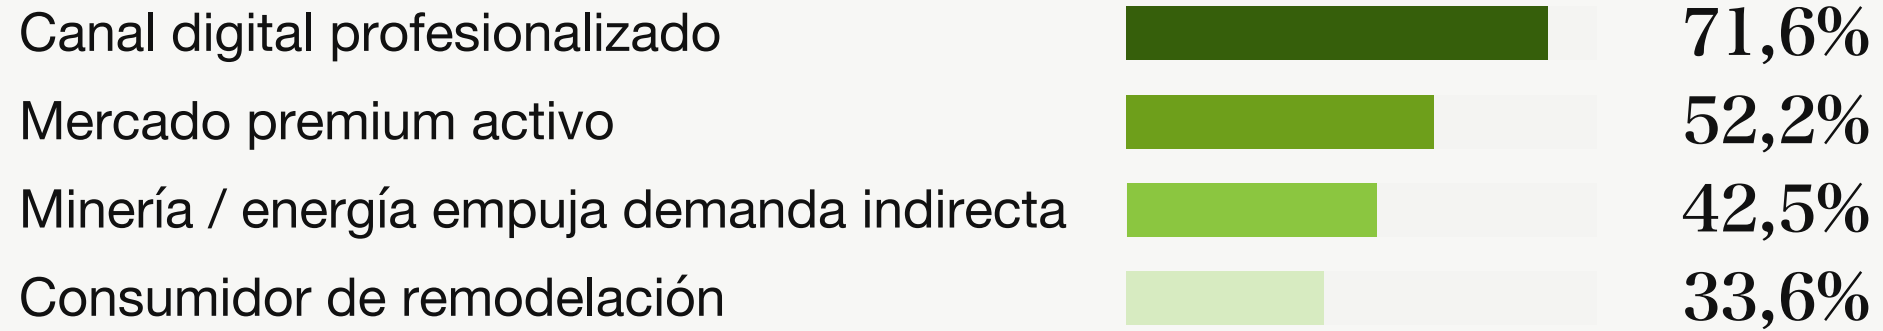 Canal digital profesionalizado 71,6%
Mercado premium activo 52,2%
Minería / energía empuja demanda indirecta 42,5%
Consumidor de remodelación 33,6%